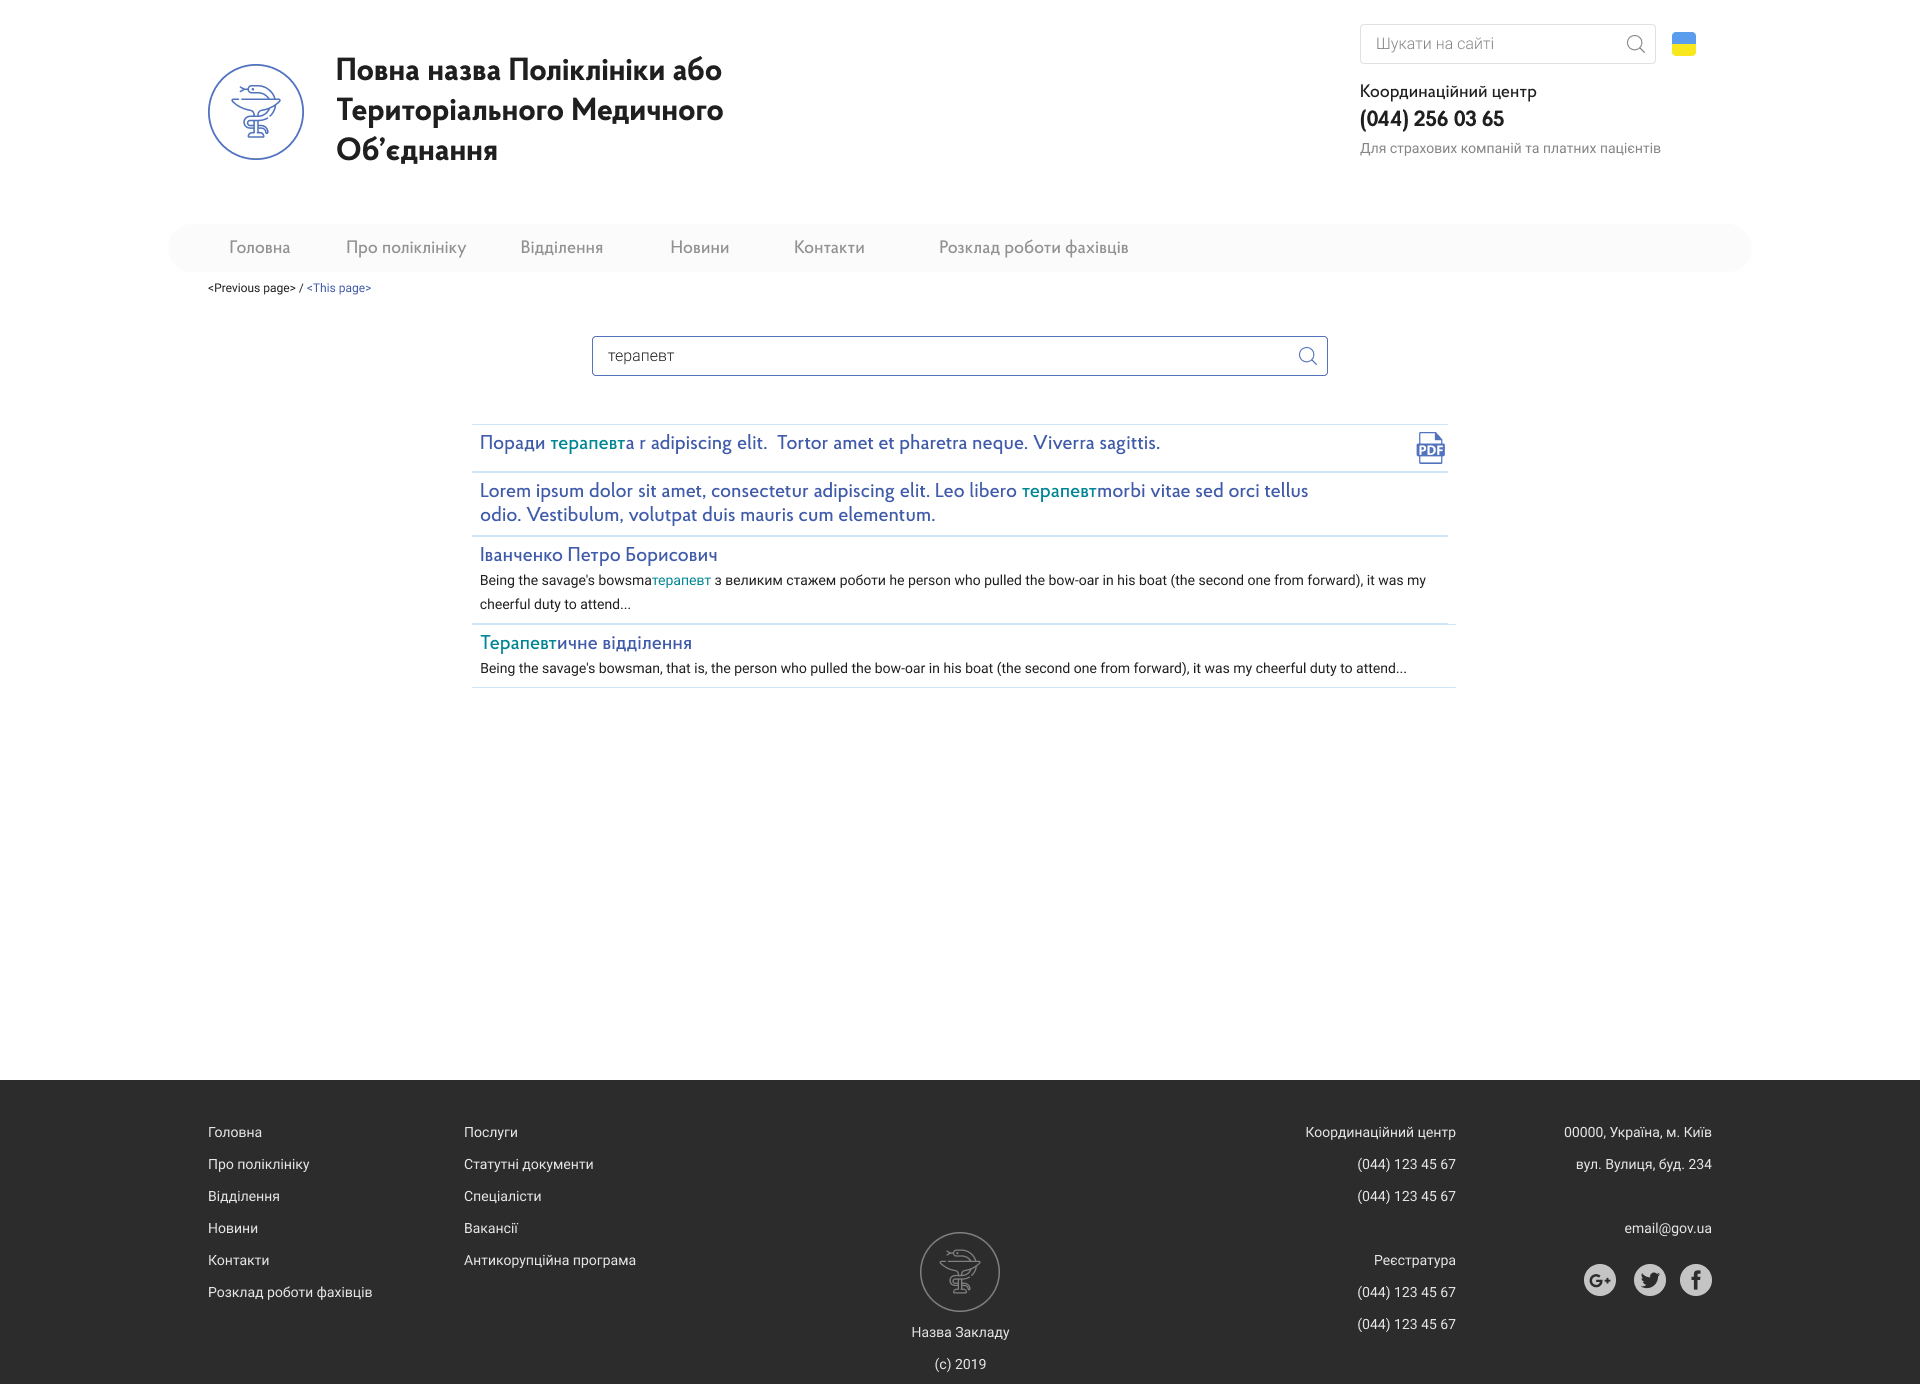 Шукати на сайті
Повна назва Поліклініки або
Територіального Медичного
Об’єднання
Координаційний центр
(044) 256 03 65
Для страхових компаній та платних пацієнтів
Головна Про поліклініку Відділення Новини Контакти Розклад роботи фахівців
<Previous page> / <This page>
терапевт
Поради терапевта r adipiscing elit. Tortor amet et pharetra neque. Viverra sagittis.
PDF
Lorem ipsum dolor sit amet, consectetur adipiscing elit. Leo libero терапевтmorbi vitae sed orci tellus
odio. Vestibulum, volutpat duis mauris cum elementum.
Іванченко Петро Борисович
Being the savage's bowsmaтерапевт з великим стажем роботи he person who pulled the bow-oar in his boat (the second one from forward), it was my
cheerful duty to attend...
Терапевтичне відділення
Being the savage's bowsman, that is, the person who pulled the bow-oar in his boat (the second one from forward), it was my cheerful duty to attend...
Головна
Про поліклініку
Відділення
Новини
Контакти
Розклад роботи фахівців
Послуги
Статутні документи
Спеціалісти
Вакансії
Антикорупційна програма
Назва Закладу
(c) 2019
Координаційний центр
(044) 123 45 67
(044) 123 45 67
Реєстратура
(044) 123 45 67
(044) 123 45 67
00000, Україна, м. Київ
вул. Вулиця, буд. 234
email@gov.ua
G+
f